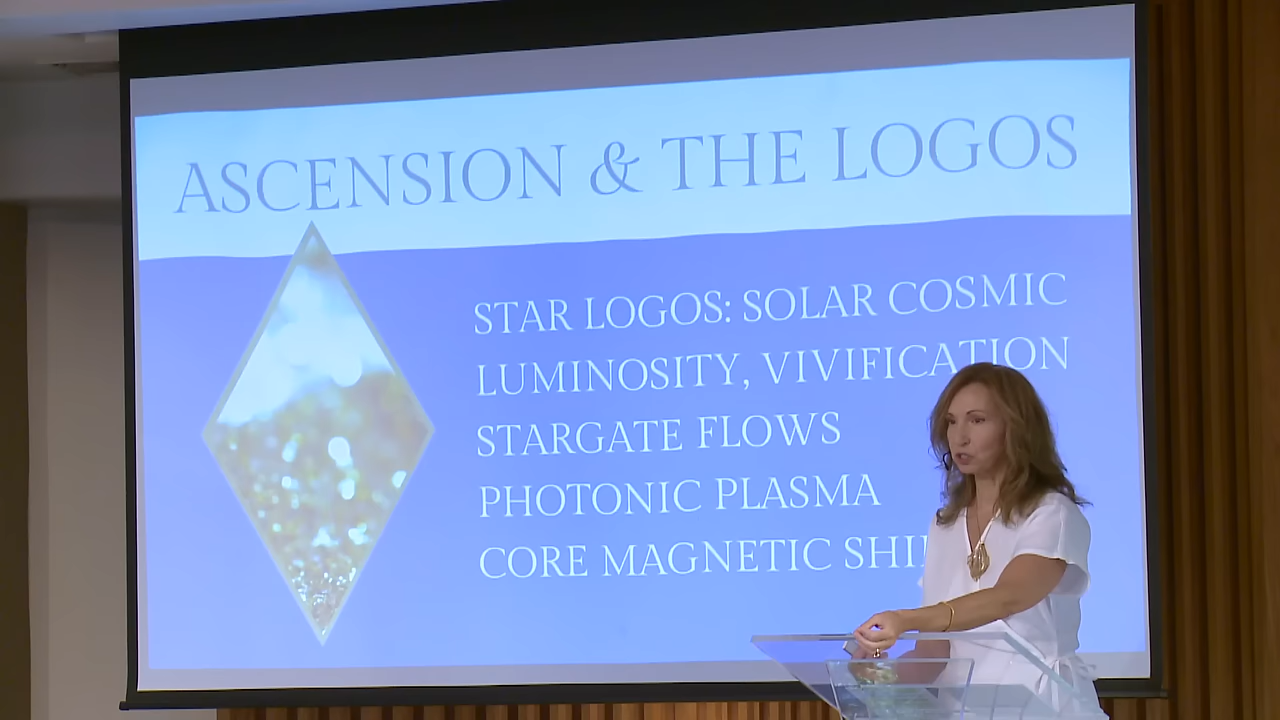 ASCENSION & THE LOGOS
STAR LOGOS: SOLAR COSMIC
LUMINOSITY, VIVIFICATION
STARGATE FLOWS
PHOTONIC PLASMA
CORE MAGNETIC